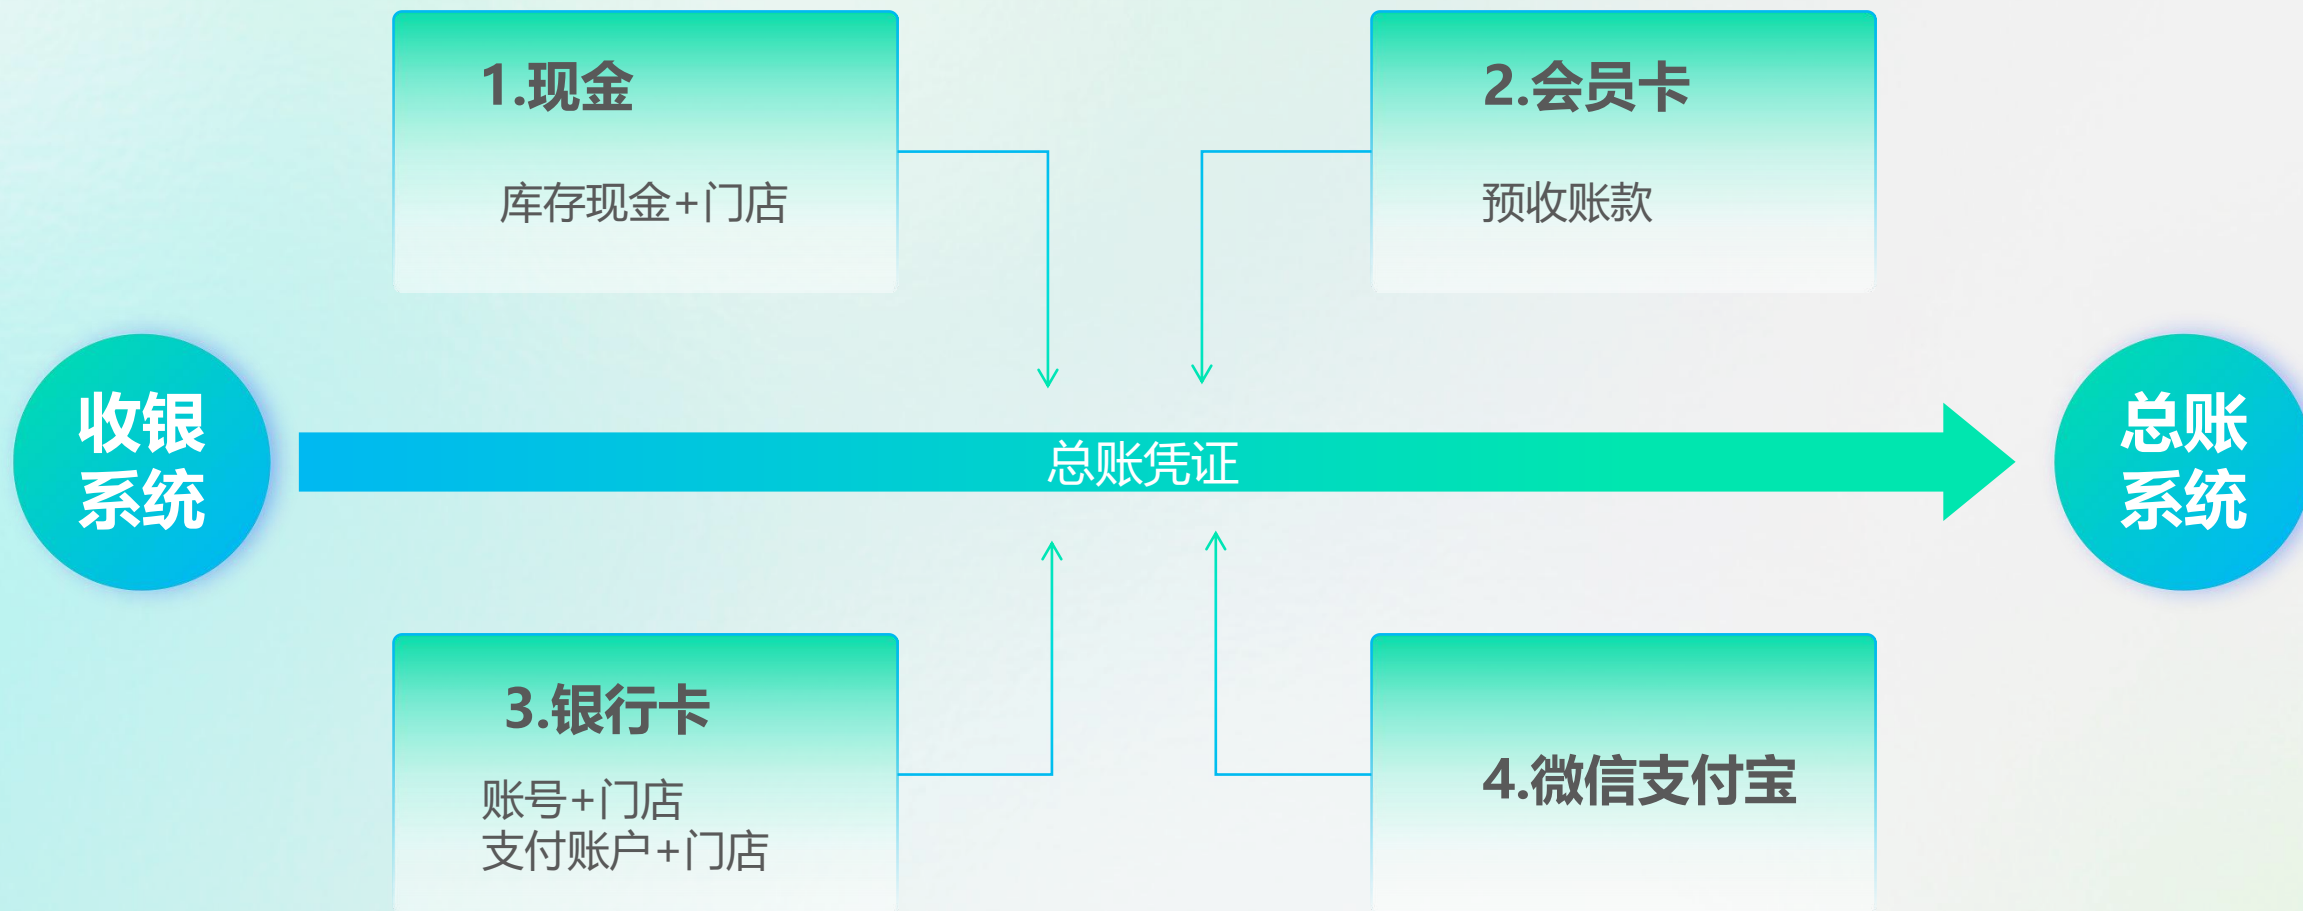 1.现金
库存现金+门店
2.会员卡
预收账款
收银
系统
总账凭证
总账
系统
3.银行卡
账号+门店
支付账户+门店
4.微信支付宝